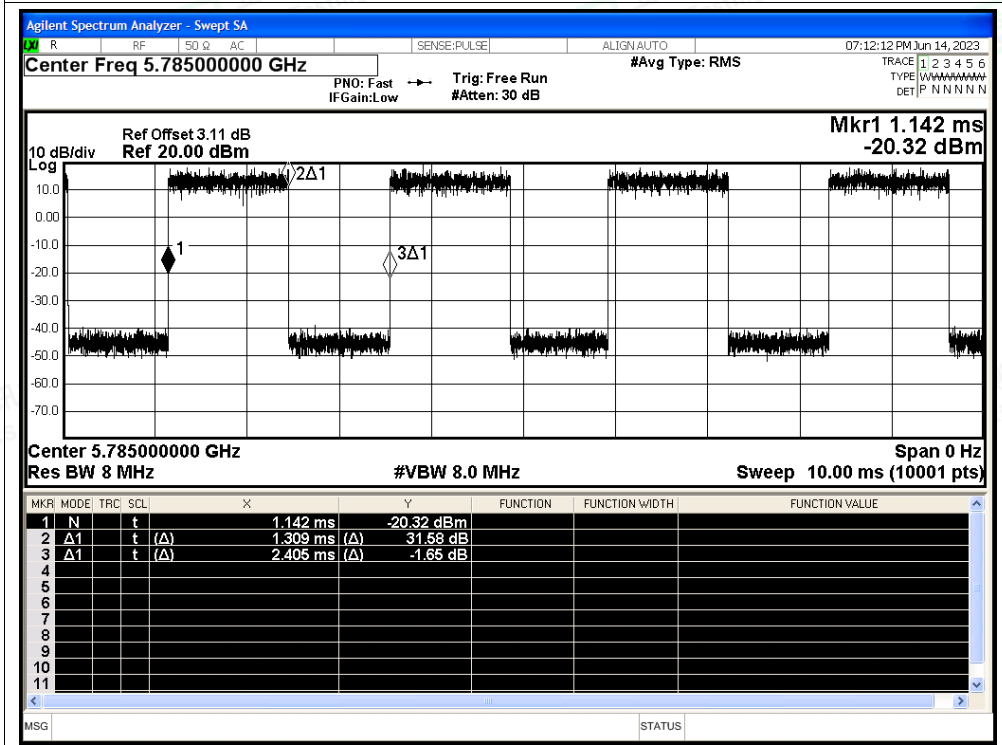 Agilent Spectrum Analyzer - Swept SA
LXI R RF 50 Ω AC SENSE:PULSE ALIGN AUTO 07:12:12 PM Jun 14, 2023
Center Freq 5.785000000 GHz #Avg Type: RMS TRACE 1 2 3 4 5 6
PNO: Fast Trig: Free Run TYPE WWWWWW
IFGain:Low #Atten: 30 dB DET P N N N N N
Mkr1 1.142 ms
Ref Offset 3.11 dB
10 dB/div Ref 20.00 dBm -20.32 dBm
Log
2Δ1
10.0
0.00
-10.0
1
3Δ1
-20.0
-30.0
-40.0
-50.0
-60.0
-70.0
Center 5.785000000 GHz Span 0 Hz
Res BW 8 MHz #VBW 8.0 MHz Sweep 10.00 ms (10001 pts)
MKR MODE TRC SCL X Y FUNCTION FUNCTION WIDTH FUNCTION VALUE
1 N t 1.142 ms -20.32 dBm
2 Δ1 t (Δ) 1.309 ms (Δ) 31.58 dB
3 Δ1 t (Δ) 2.405 ms (Δ) -1.65 dB
4
5
6
7
8
9
10
11
MSG STATUS